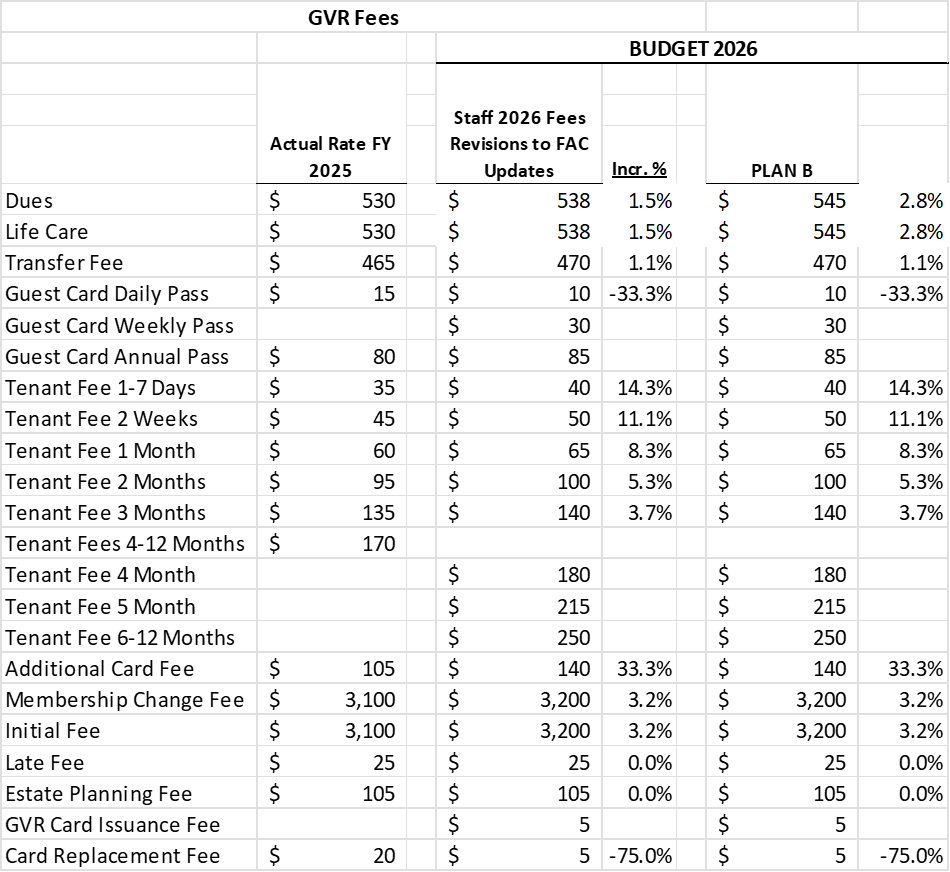 GVR Fees
BUDGET 2026
Actual Rate FY 2025 Staff 2026 Fees Revisions to FAC Updates Incr. % PLAN B
Dues $ 530 $ 538 1.5% $ 545 2.8%
Life Care $ 530 $ 538 1.5% $ 545 2.8%
Transfer Fee $ 465 $ 470 1.1% $ 470 1.1%
Guest Card Daily Pass $ 15 $ 10 -33.3% $ 10 -33.3%
Guest Card Weekly Pass $ 30 $ 30
Guest Card Annual Pass $ 80 $ 85 $ 85
Tenant Fee 1-7 Days $ 35 $ 40 14.3% $ 40 14.3%
Tenant Fee 2 Weeks $ 45 $ 50 11.1% $ 50 11.1%
Tenant Fee 1 Month $ 60 $ 65 8.3% $ 65 8.3%
Tenant Fee 2 Months $ 95 $ 100 5.3% $ 100 5.3%
Tenant Fee 3 Months $ 135 $ 140 3.7% $ 140 3.7%
Tenant Fees 4-12 Months $ 170
Tenant Fee 4 Month $ 180 $ 180
Tenant Fee 5 Month $ 215 $ 215
Tenant Fee 6-12 Months $ 250 $ 250
Additional Card Fee $ 105 $ 140 33.3% $ 140 33.3%
Membership Change Fee $ 3,100 $ 3,200 3.2% $ 3,200 3.2%
Initial Fee $ 3,100 $ 3,200 3.2% $ 3,200 3.2%
Late Fee $ 25 $ 25 0.0% $ 25 0.0%
Estate Planning Fee $ 105 $ 105 0.0% $ 105 0.0%
GVR Card Issuance Fee $ 5 $ 5
Card Replacement Fee $ 20 $ 5 -75.0% $ 5 -75.0%